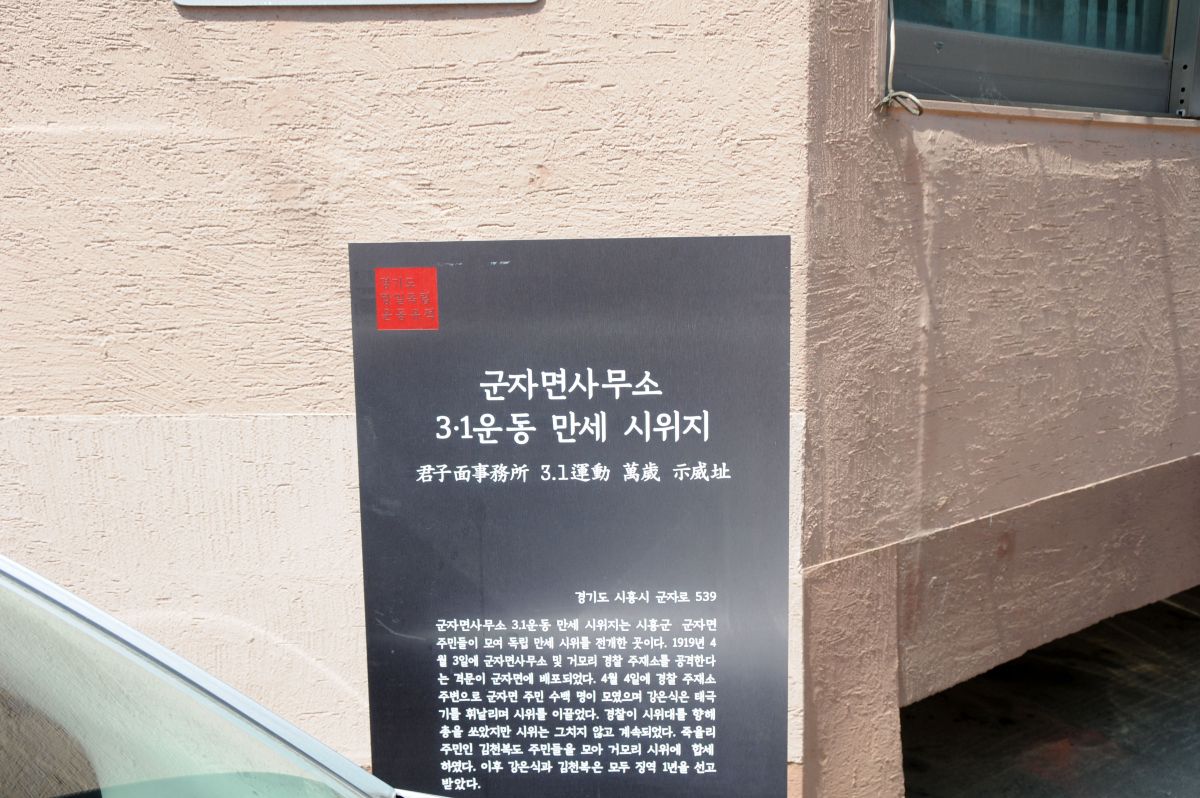 경기도
항일독립
운동유적
군자면사무소
3·1운동 만세 시위지
君子面事務所 3.1運動 萬歲 示威址
경기도 시흥시 군자로 539
군자면사무소 3.1운동 만세 시위지는 시흥군 군자면
주민들이 모여 독립 만세 시위를 전개한 곳이다. 1919년 4
월 3일에 군자면사무소 및 거모리 경찰 주재소를 공격한다
는 격문이 군자면에 배포되었다. 4월 4일에 경찰 주재소
주변으로 군자면 주민 수백 명이 모였으며 강은식은 태극
기를 휘날리며 시위를 이끌었다. 경찰이 시위대를 향해
총을 쏘았지만 시위는 그치지 않고 계속되었다. 죽율리
주민인 김천복도 주민들을 모아 거모리 시위에 합세
하였다. 이후 강은식과 김천복은 모두 징역 1년을 선고
받았다.